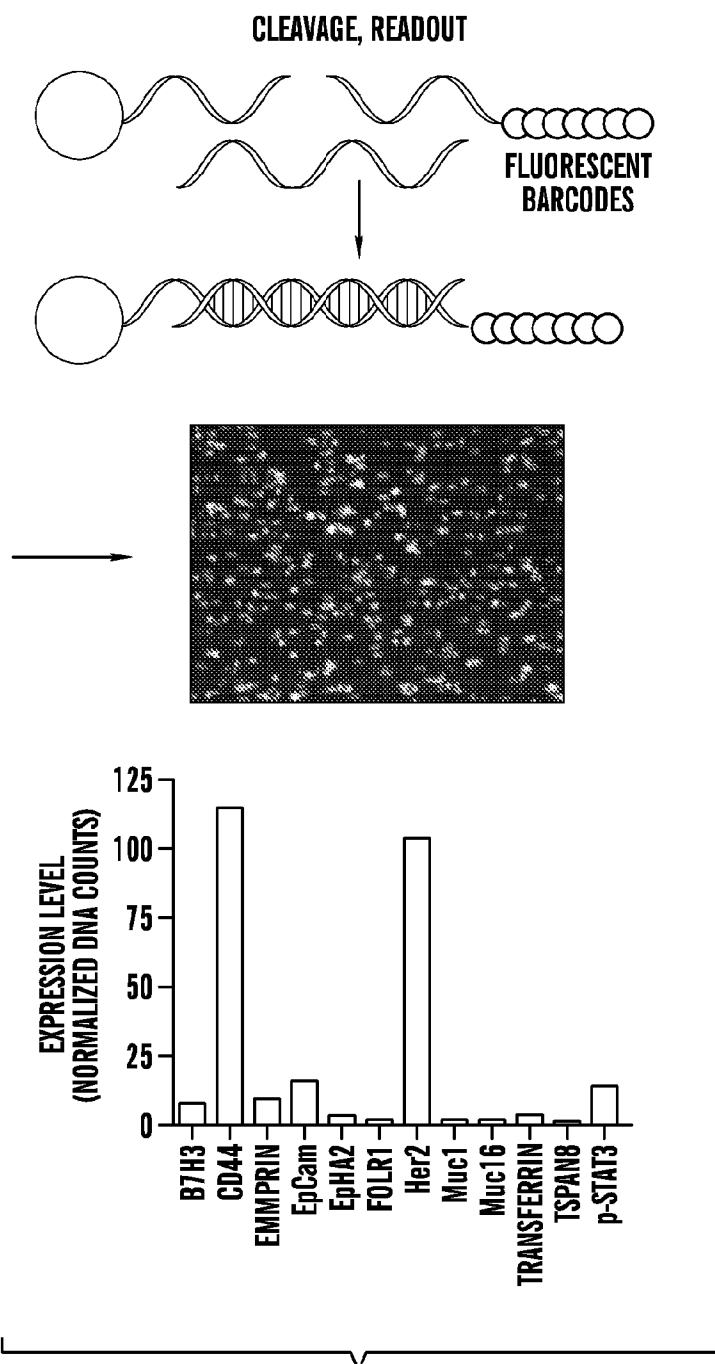 CLEAVAGE, READOUT
FLUORESCENT
BARCODES
EXPRESSION LEVEL
(NORMALIZED DNA COUNTS)
125
100
75
50
25
0
B7H3
CD44
EMMPRIN
EpCam
EpHA2
FOLR1
Her2
Muc1
Muc16
TRANSFERRIN
TSPAN8
p-STAT3